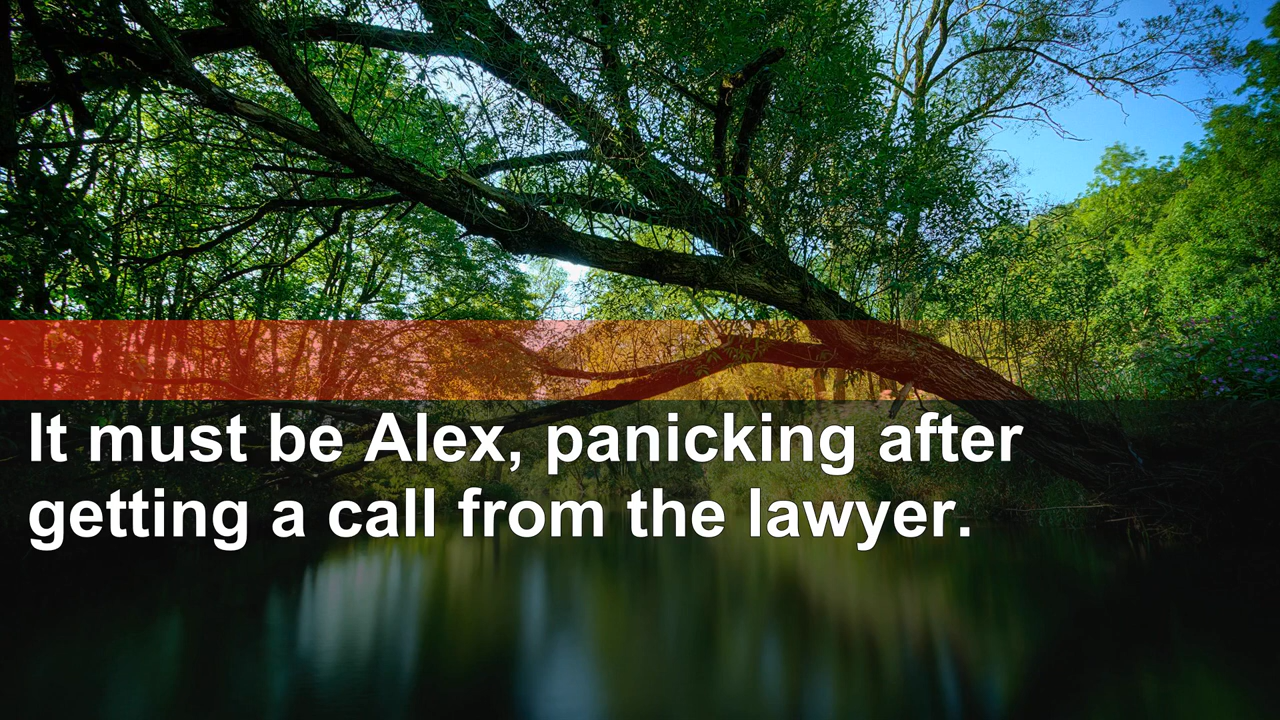 It must be Alex, panicking after
getting a call from the lawyer.